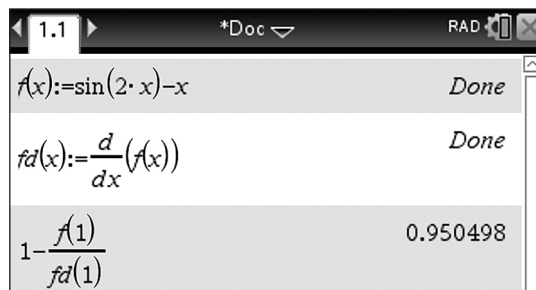 1.1 *Doc RAD
f(x):=sin(2·x)−x Done
fd(x):=d/dx(f(x)) Done
1−f(1)/fd(1) 0.950498